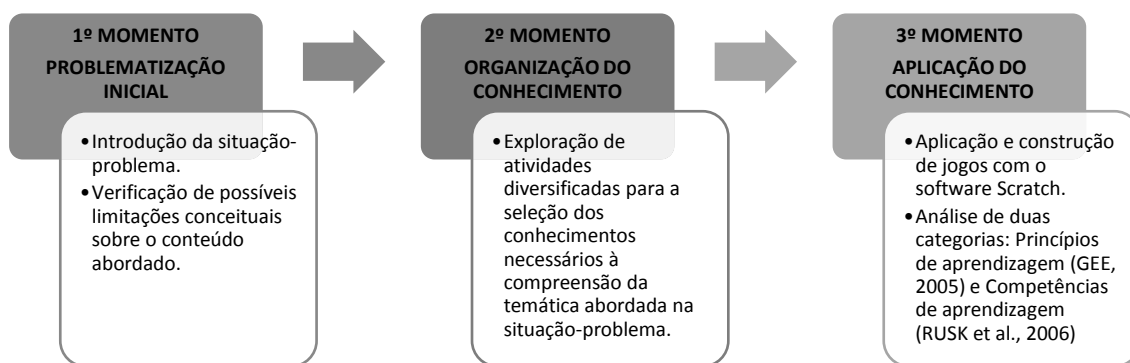 1º MOMENTO
PROBLEMATIZAÇÃO
INICIAL
•Introdução da situação-
problema.
•Verificação de possíveis
limitações conceituais
sobre o conteúdo
abordado.
2º MOMENTO
ORGANIZAÇÃO DO
CONHECIMENTO
•Exploração de
atividades
diversificadas para a
seleção dos
conhecimentos
necessários à
compreensão da
temática abordada na
situação-problema.
3º MOMENTO
APLICAÇÃO DO
CONHECIMENTO
•Aplicação e construção
de jogos com o
software Scratch.
•Análise de duas
categorias: Princípios
de aprendizagem (GEE,
2005) e Competências
de aprendizagem
(RUSK et al., 2006)